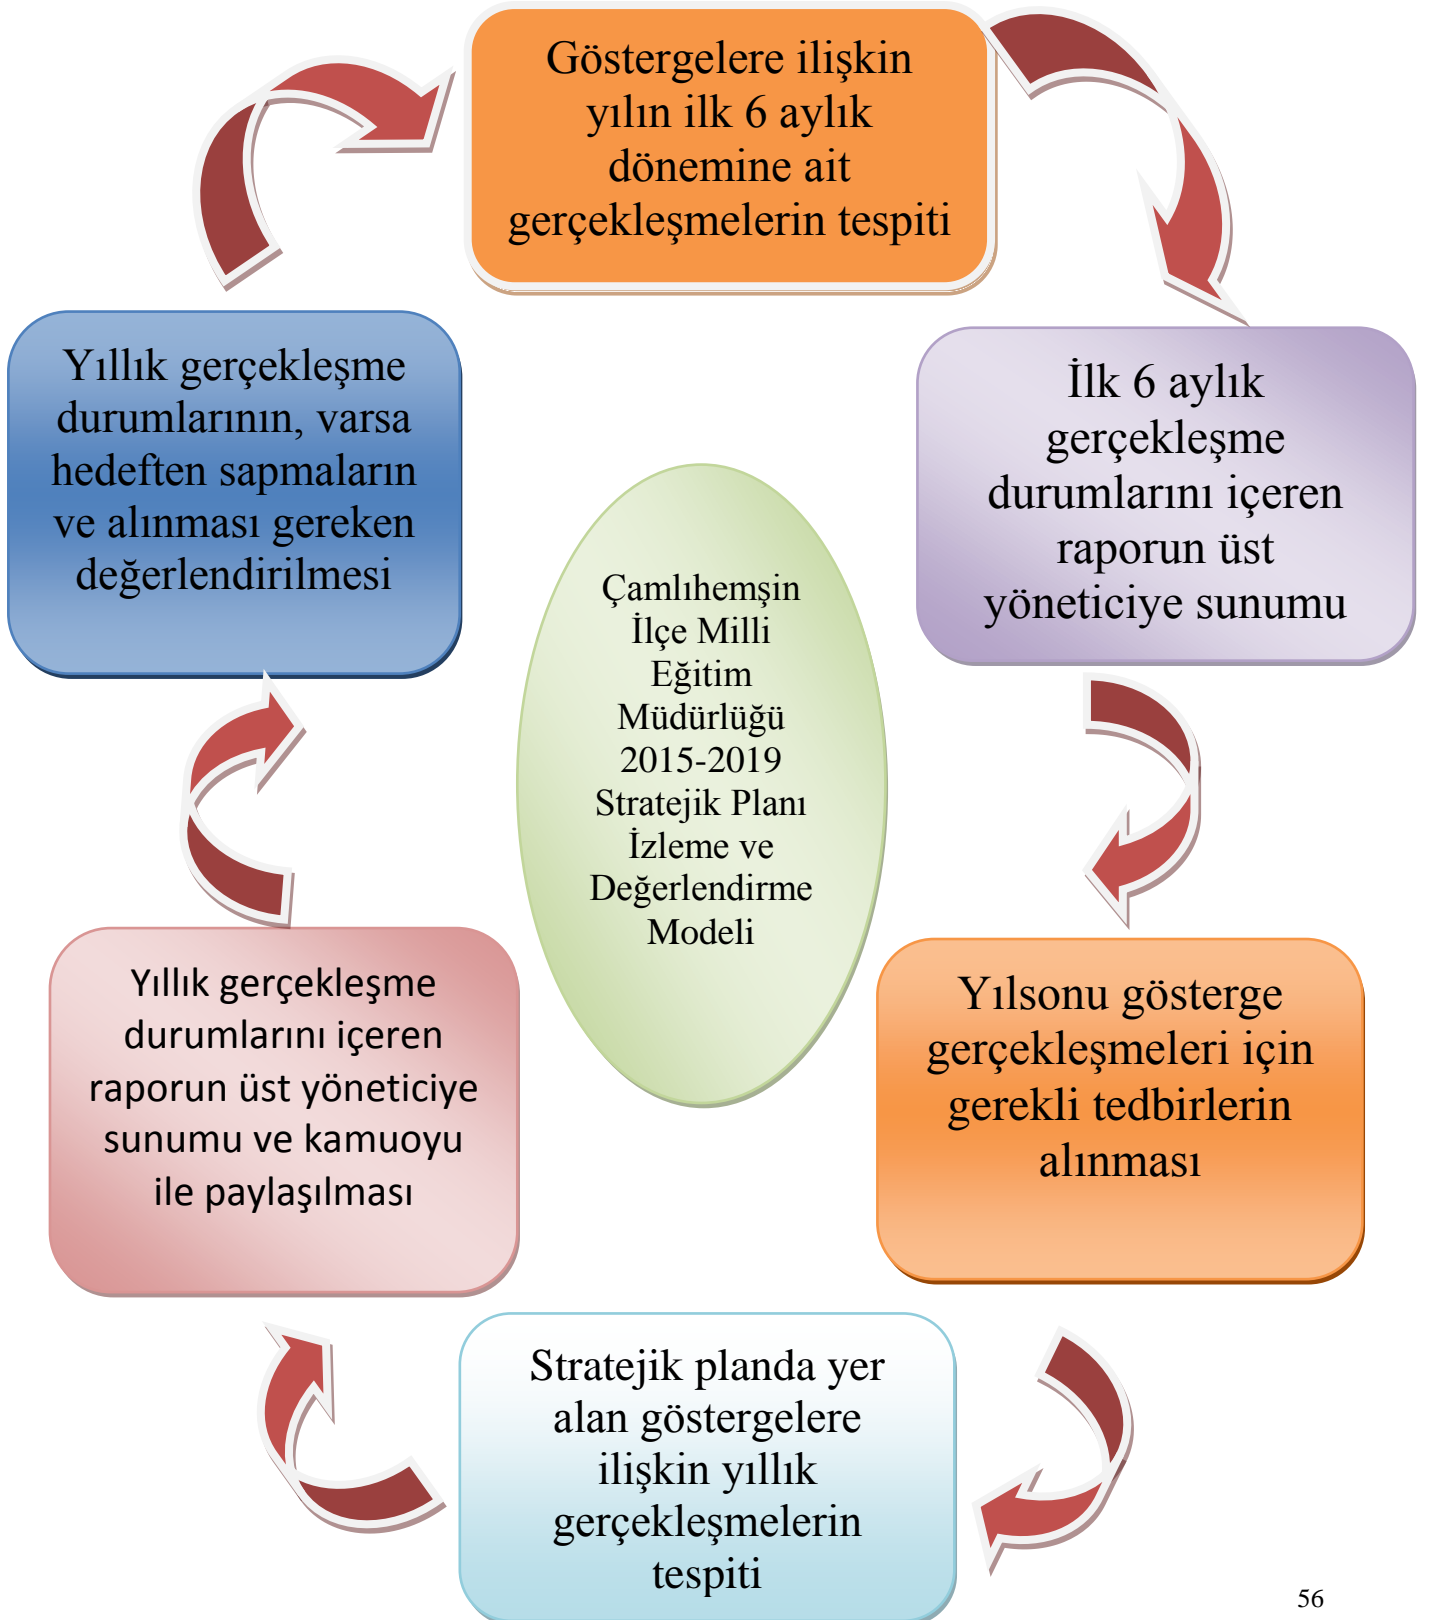 Göstergelere ilişkin
yılın ilk 6 aylık
dönemine ait
gerçekleşmelerin tespiti
İlk 6 aylık
gerçekleşme
durumlarını içeren
raporun üst
yöneticiye sunumu
Yılsonu gösterge
gerçekleşmeleri için
gerekli tedbirlerin
alınması
Stratejik planda yer
alan göstergelere
ilişkin yıllık
gerçekleşmelerin
tespiti
Yıllık gerçekleşme
durumlarını içeren
raporun üst yöneticiye
sunumu ve kamuoyu
ile paylaşılması
Yıllık gerçekleşme
durumlarının, varsa
hedeften sapmaların
ve alınması gereken
değerlendirilmesi
Çamlıhemşin
İlçe Milli
Eğitim
Müdürlüğü
2015-2019
Stratejik Planı
İzleme ve
Değerlendirme
Modeli
56